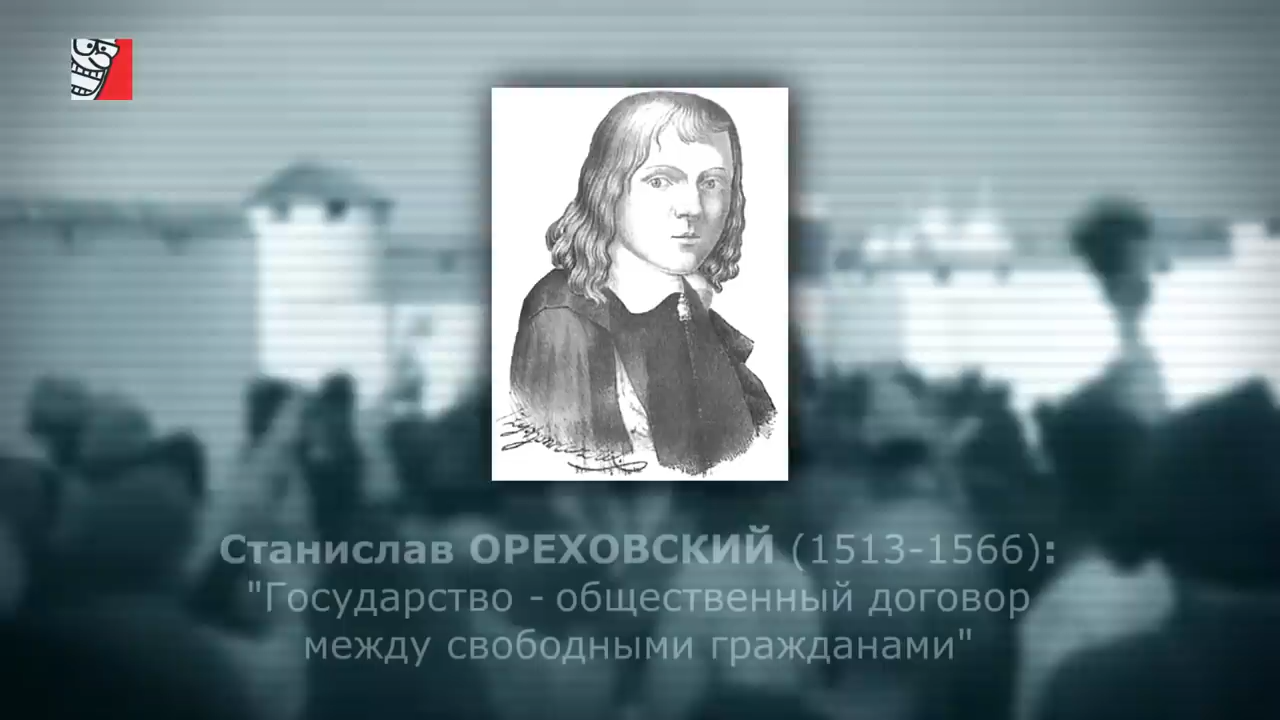 Станислав ОРЕХОВСКИЙ (1513-1566):
"Государство - общественный договор
между свободными гражданами"